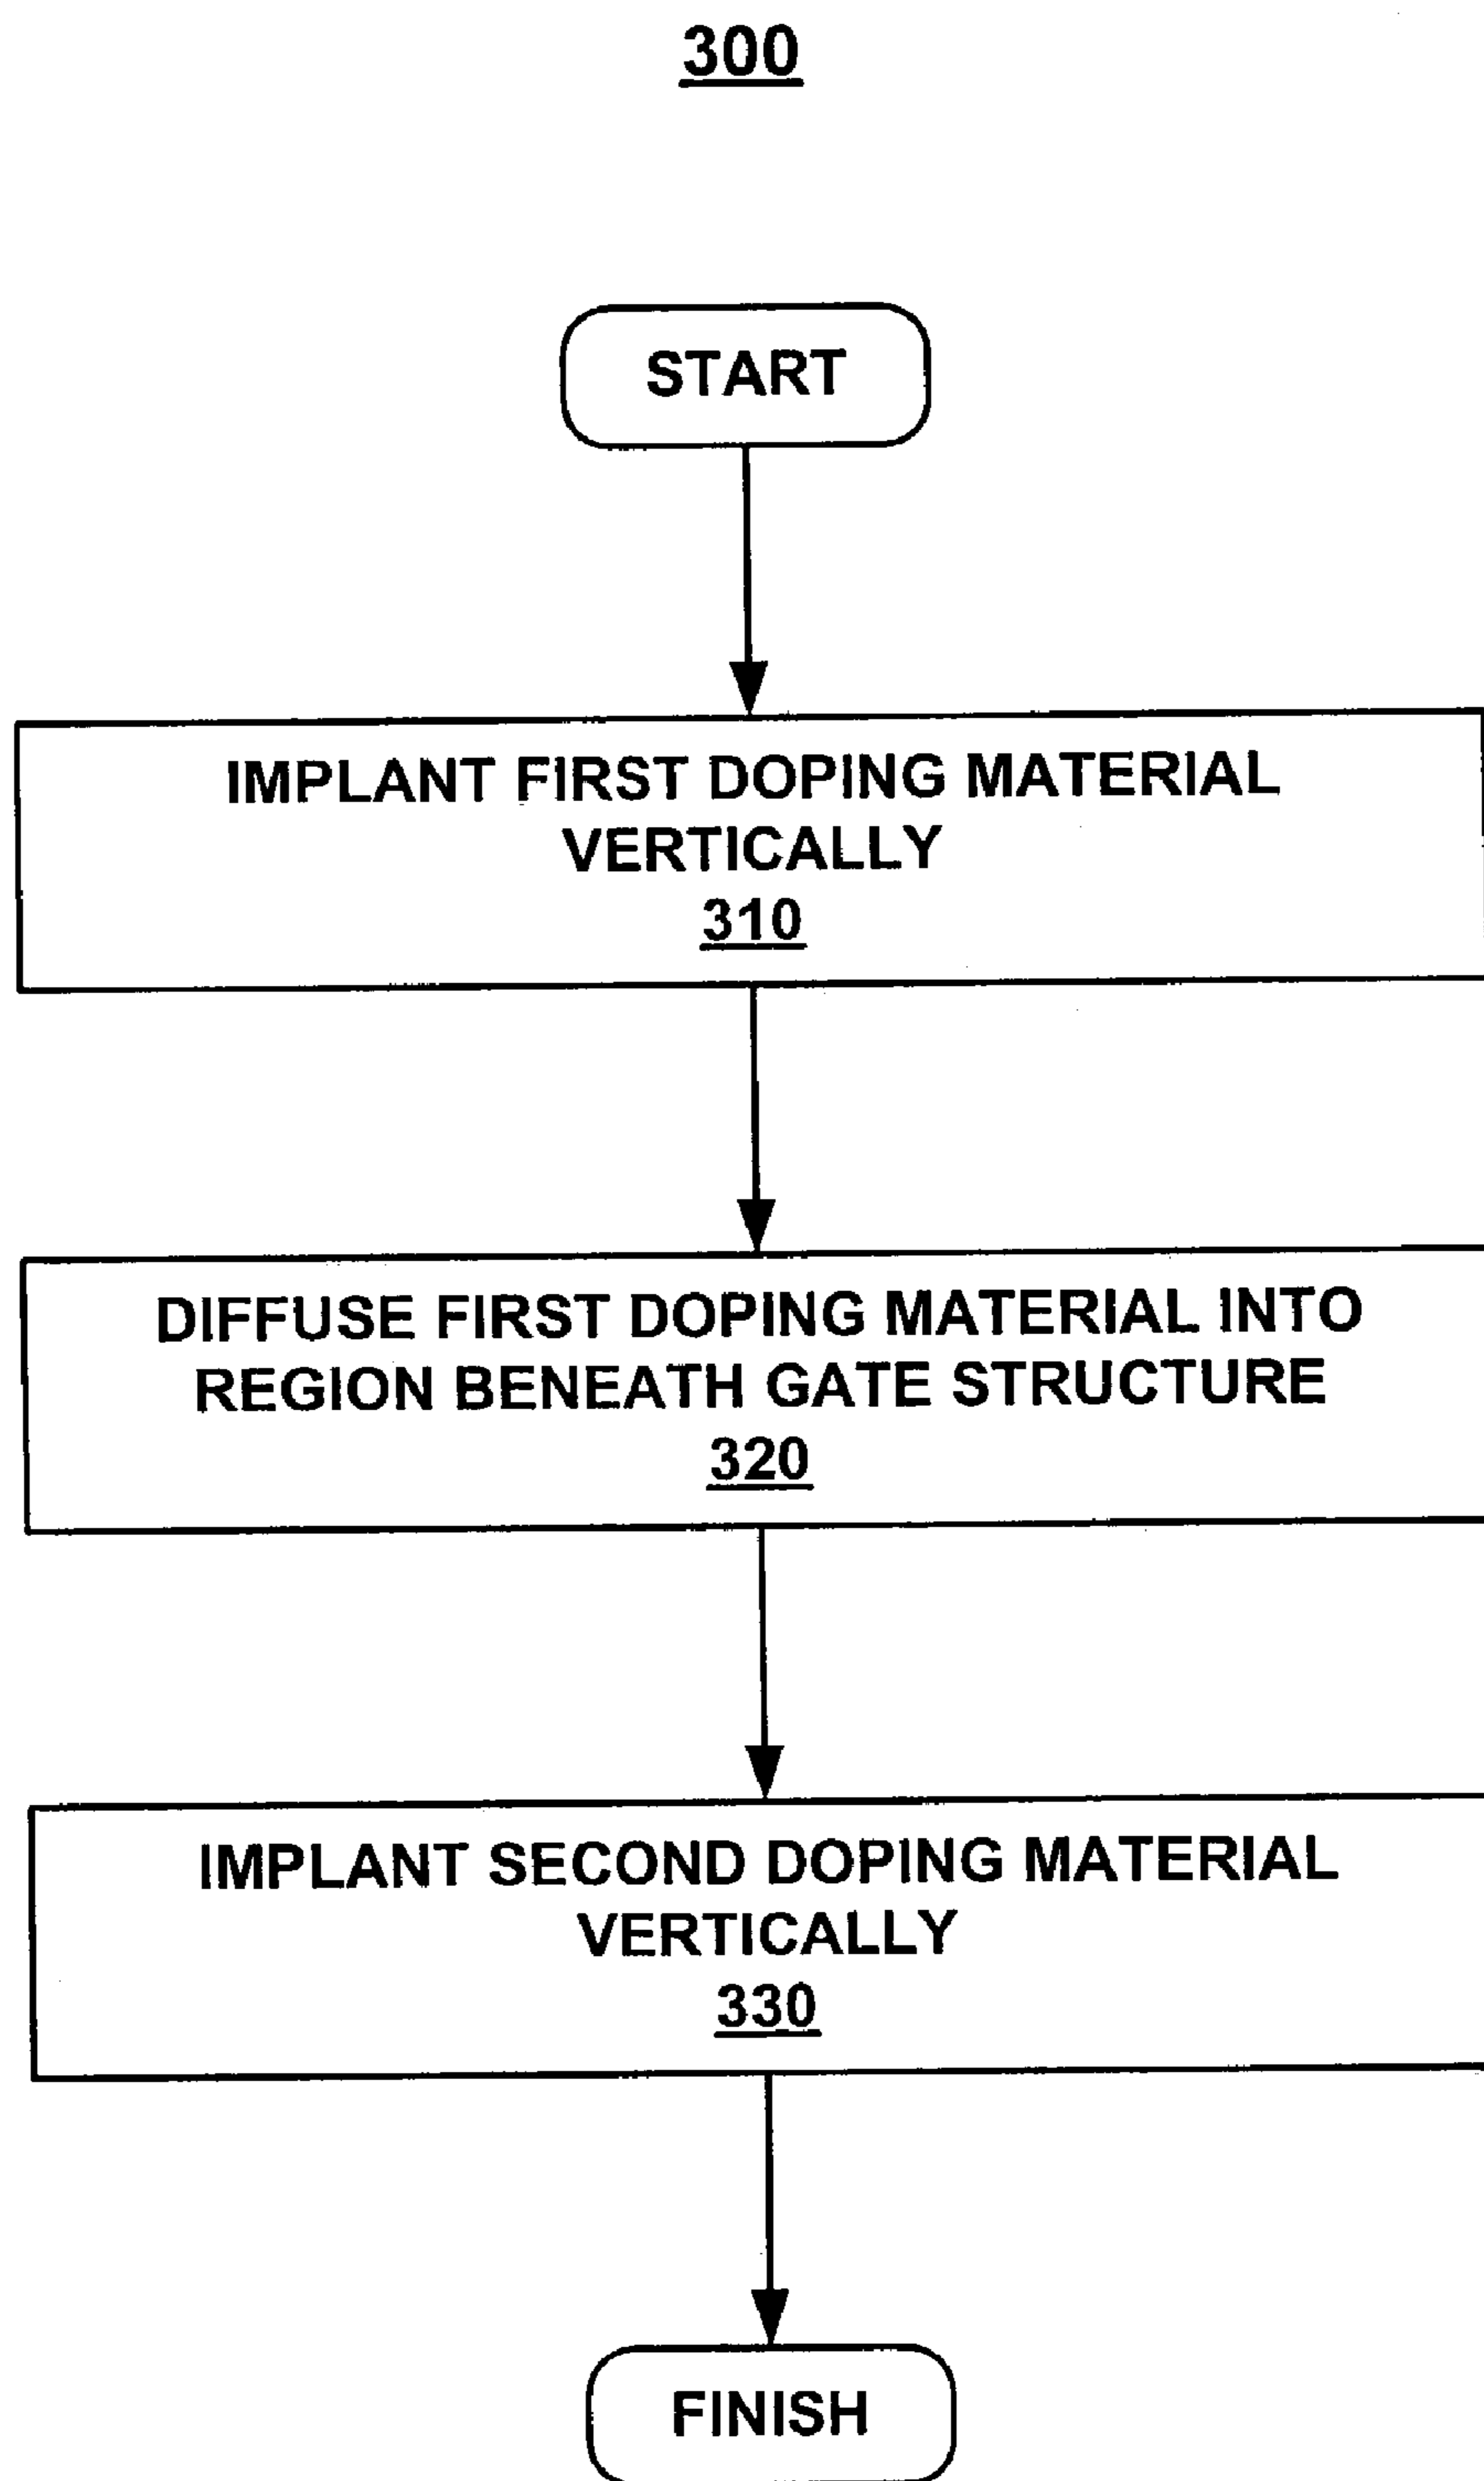 300
START
IMPLANT FIRST DOPING MATERIAL
VERTICALLY
310
DIFFUSE FIRST DOPING MATERIAL INTO
REGION BENEATH GATE STRUCTURE
320
IMPLANT SECOND DOPING MATERIAL
VERTICALLY
330
FINISH